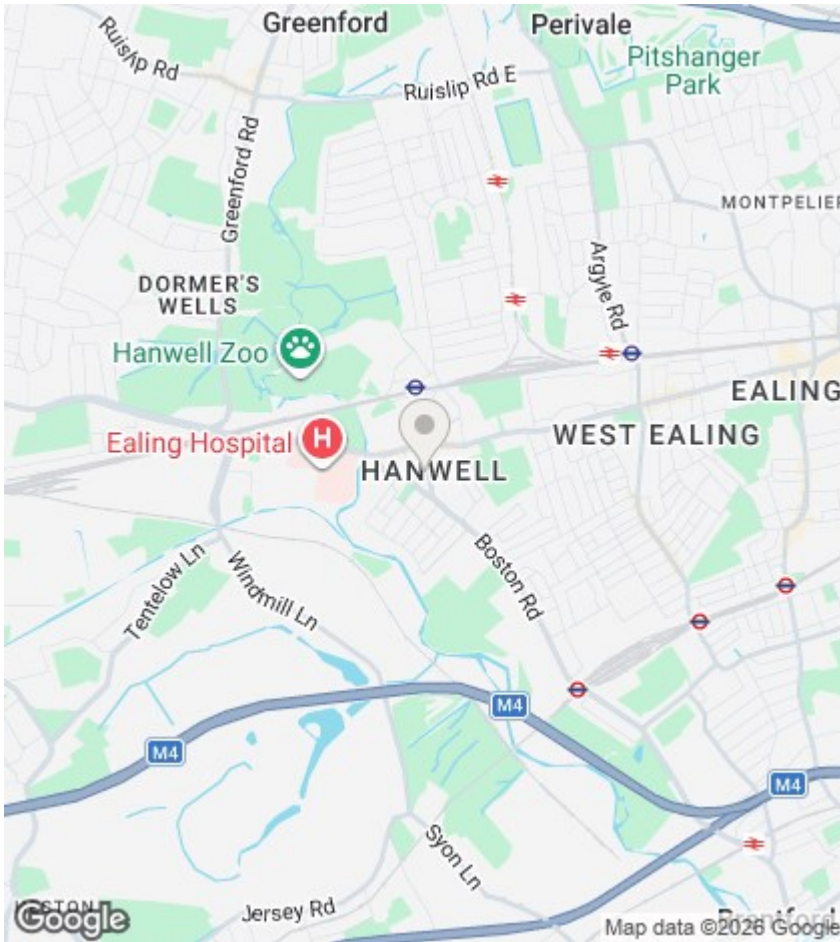 Greenford
Perivale
Ruislip Rd
Pitshanger
Park
Ruislip Rd E
Greenford Rd
MONTPELIER
DORMER'S
WELLS
Argyle Rd
Hanwell Zoo
EALING
Ealing Hospital
H
WEST EALING
HANWELL
Boston Rd
Tentelow Ln
Windmill Ln
M4
M4
M4
Syon Ln
HESTON
Google
Jersey Rd
Brentford
Map data ©2026 Google